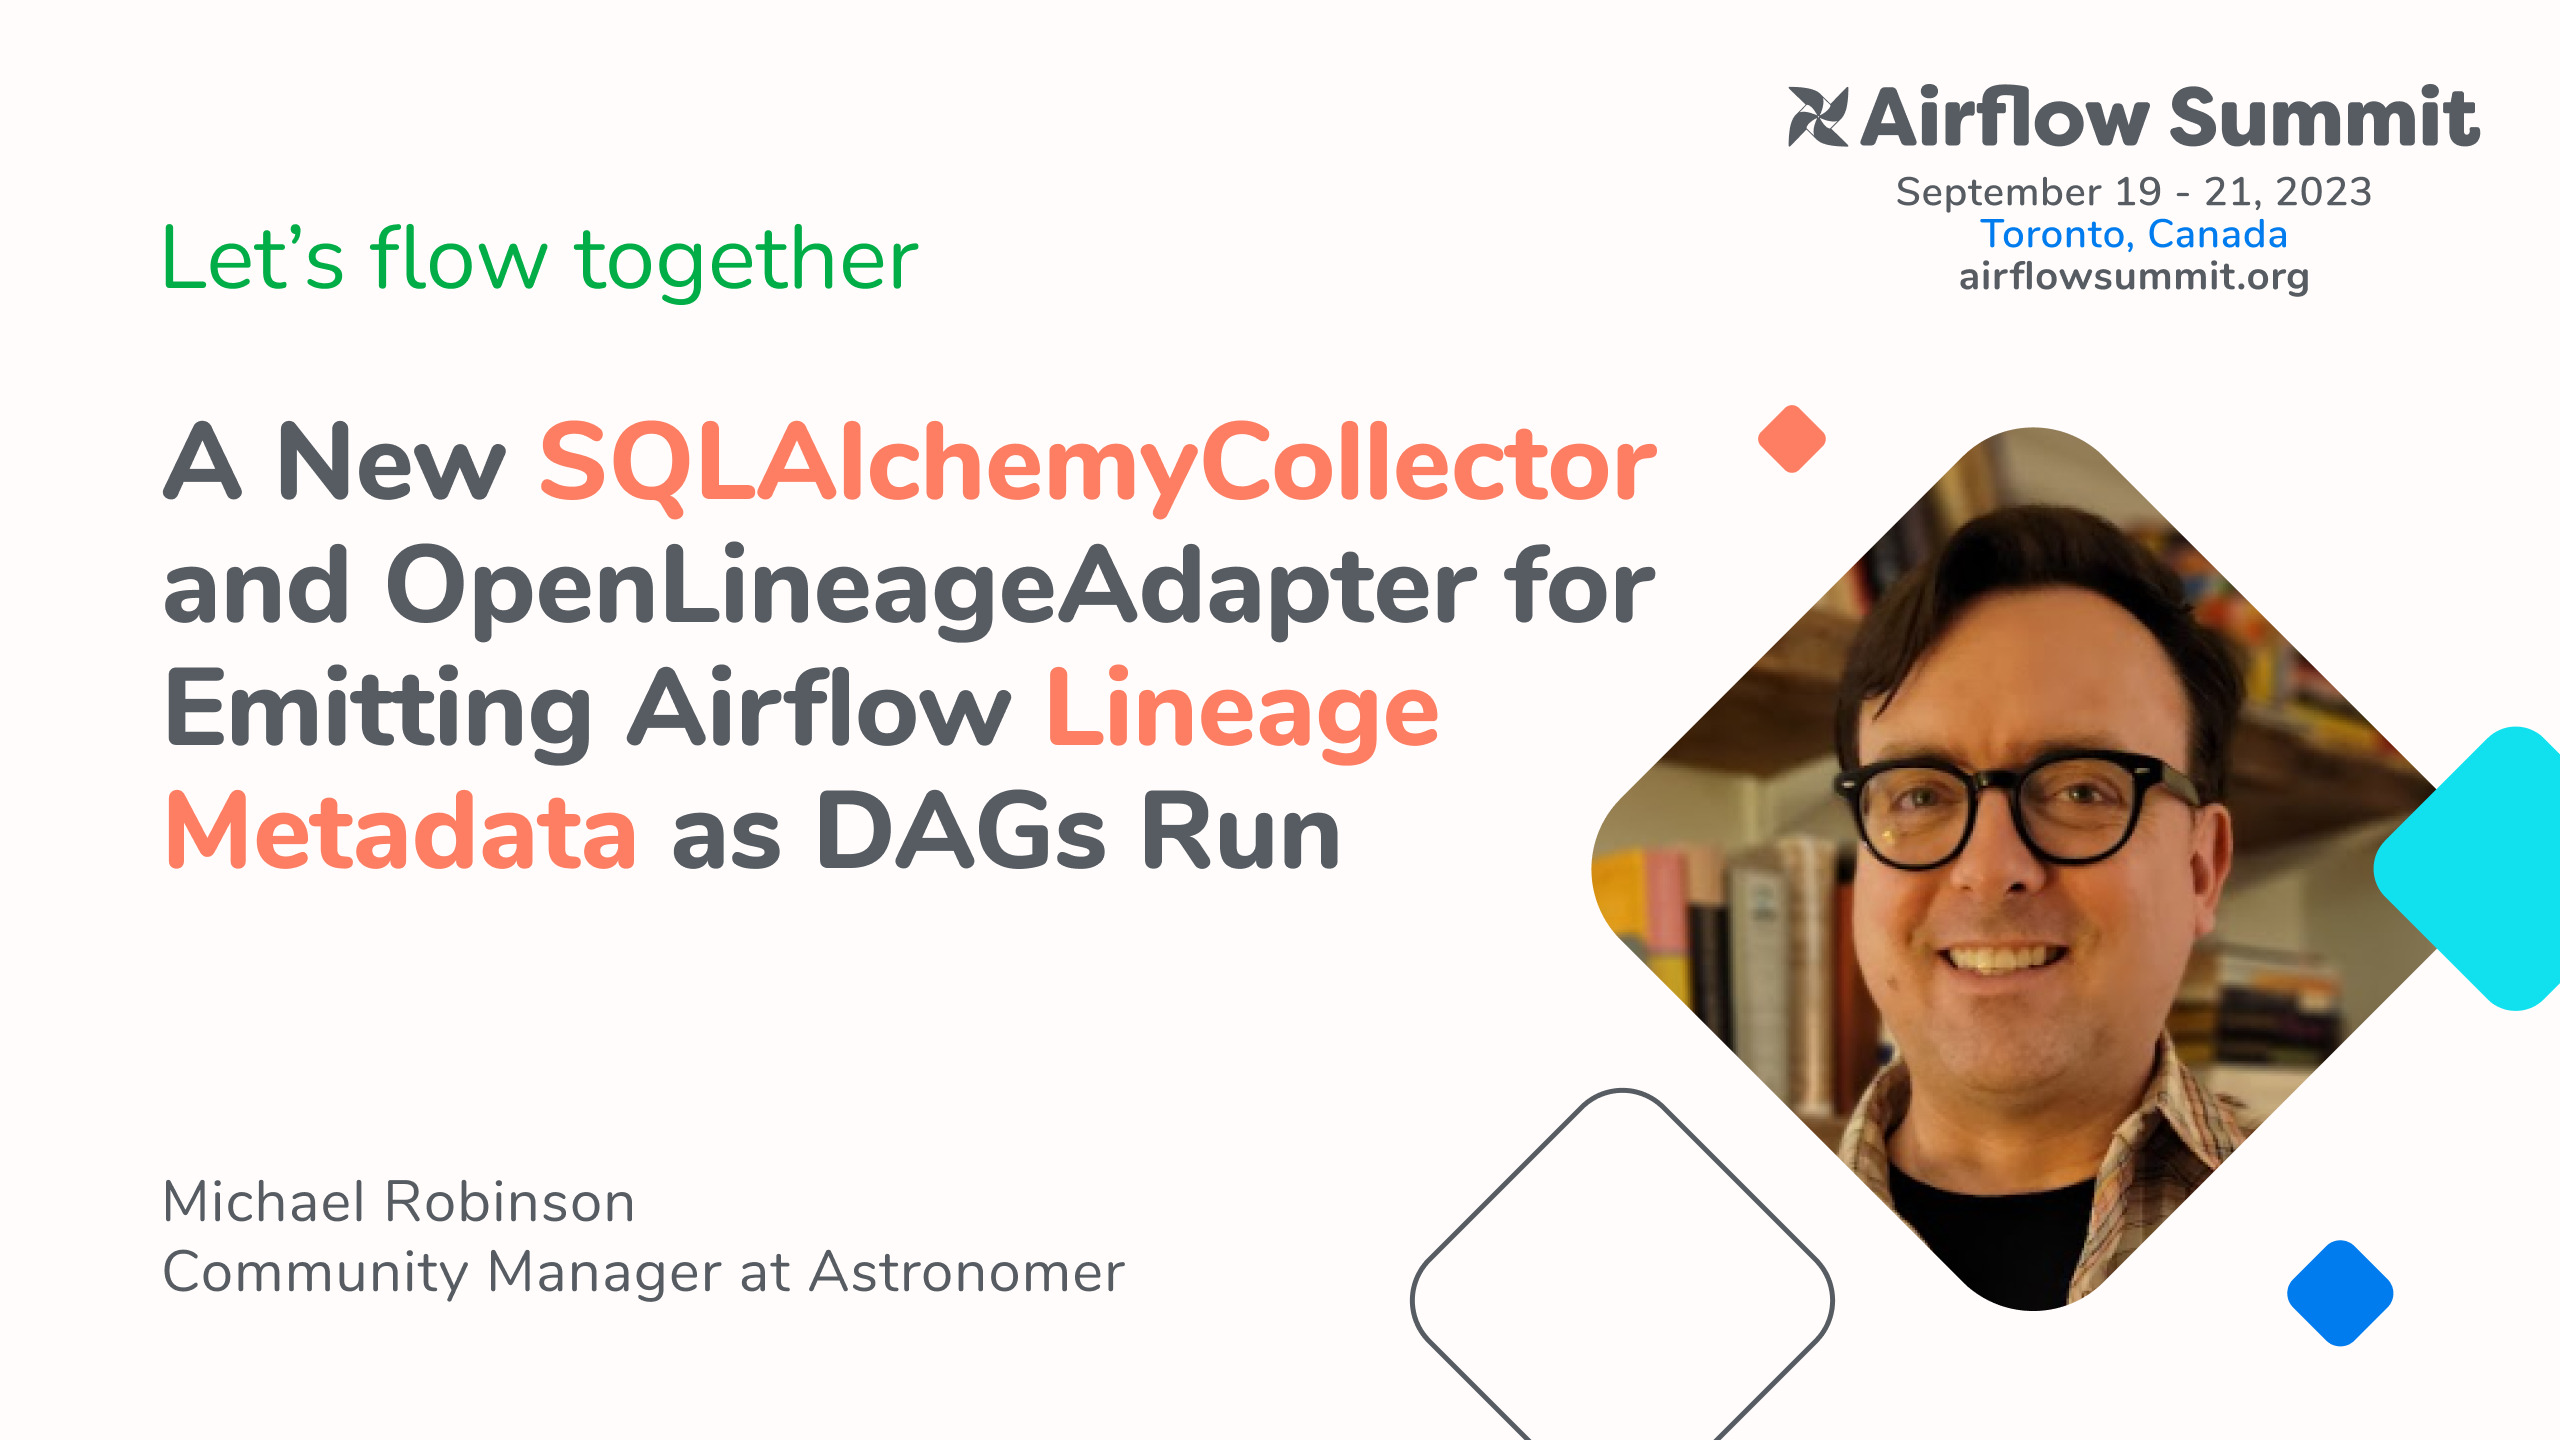 Airflow Summit
September 19 - 21, 2023
Toronto, Canada
airflowsummit.org
Let’s flow together
A New SQLAlchemyCollector
and OpenLineageAdapter for
Emitting Airflow Lineage
Metadata as DAGs Run
Michael Robinson
Community Manager at Astronomer